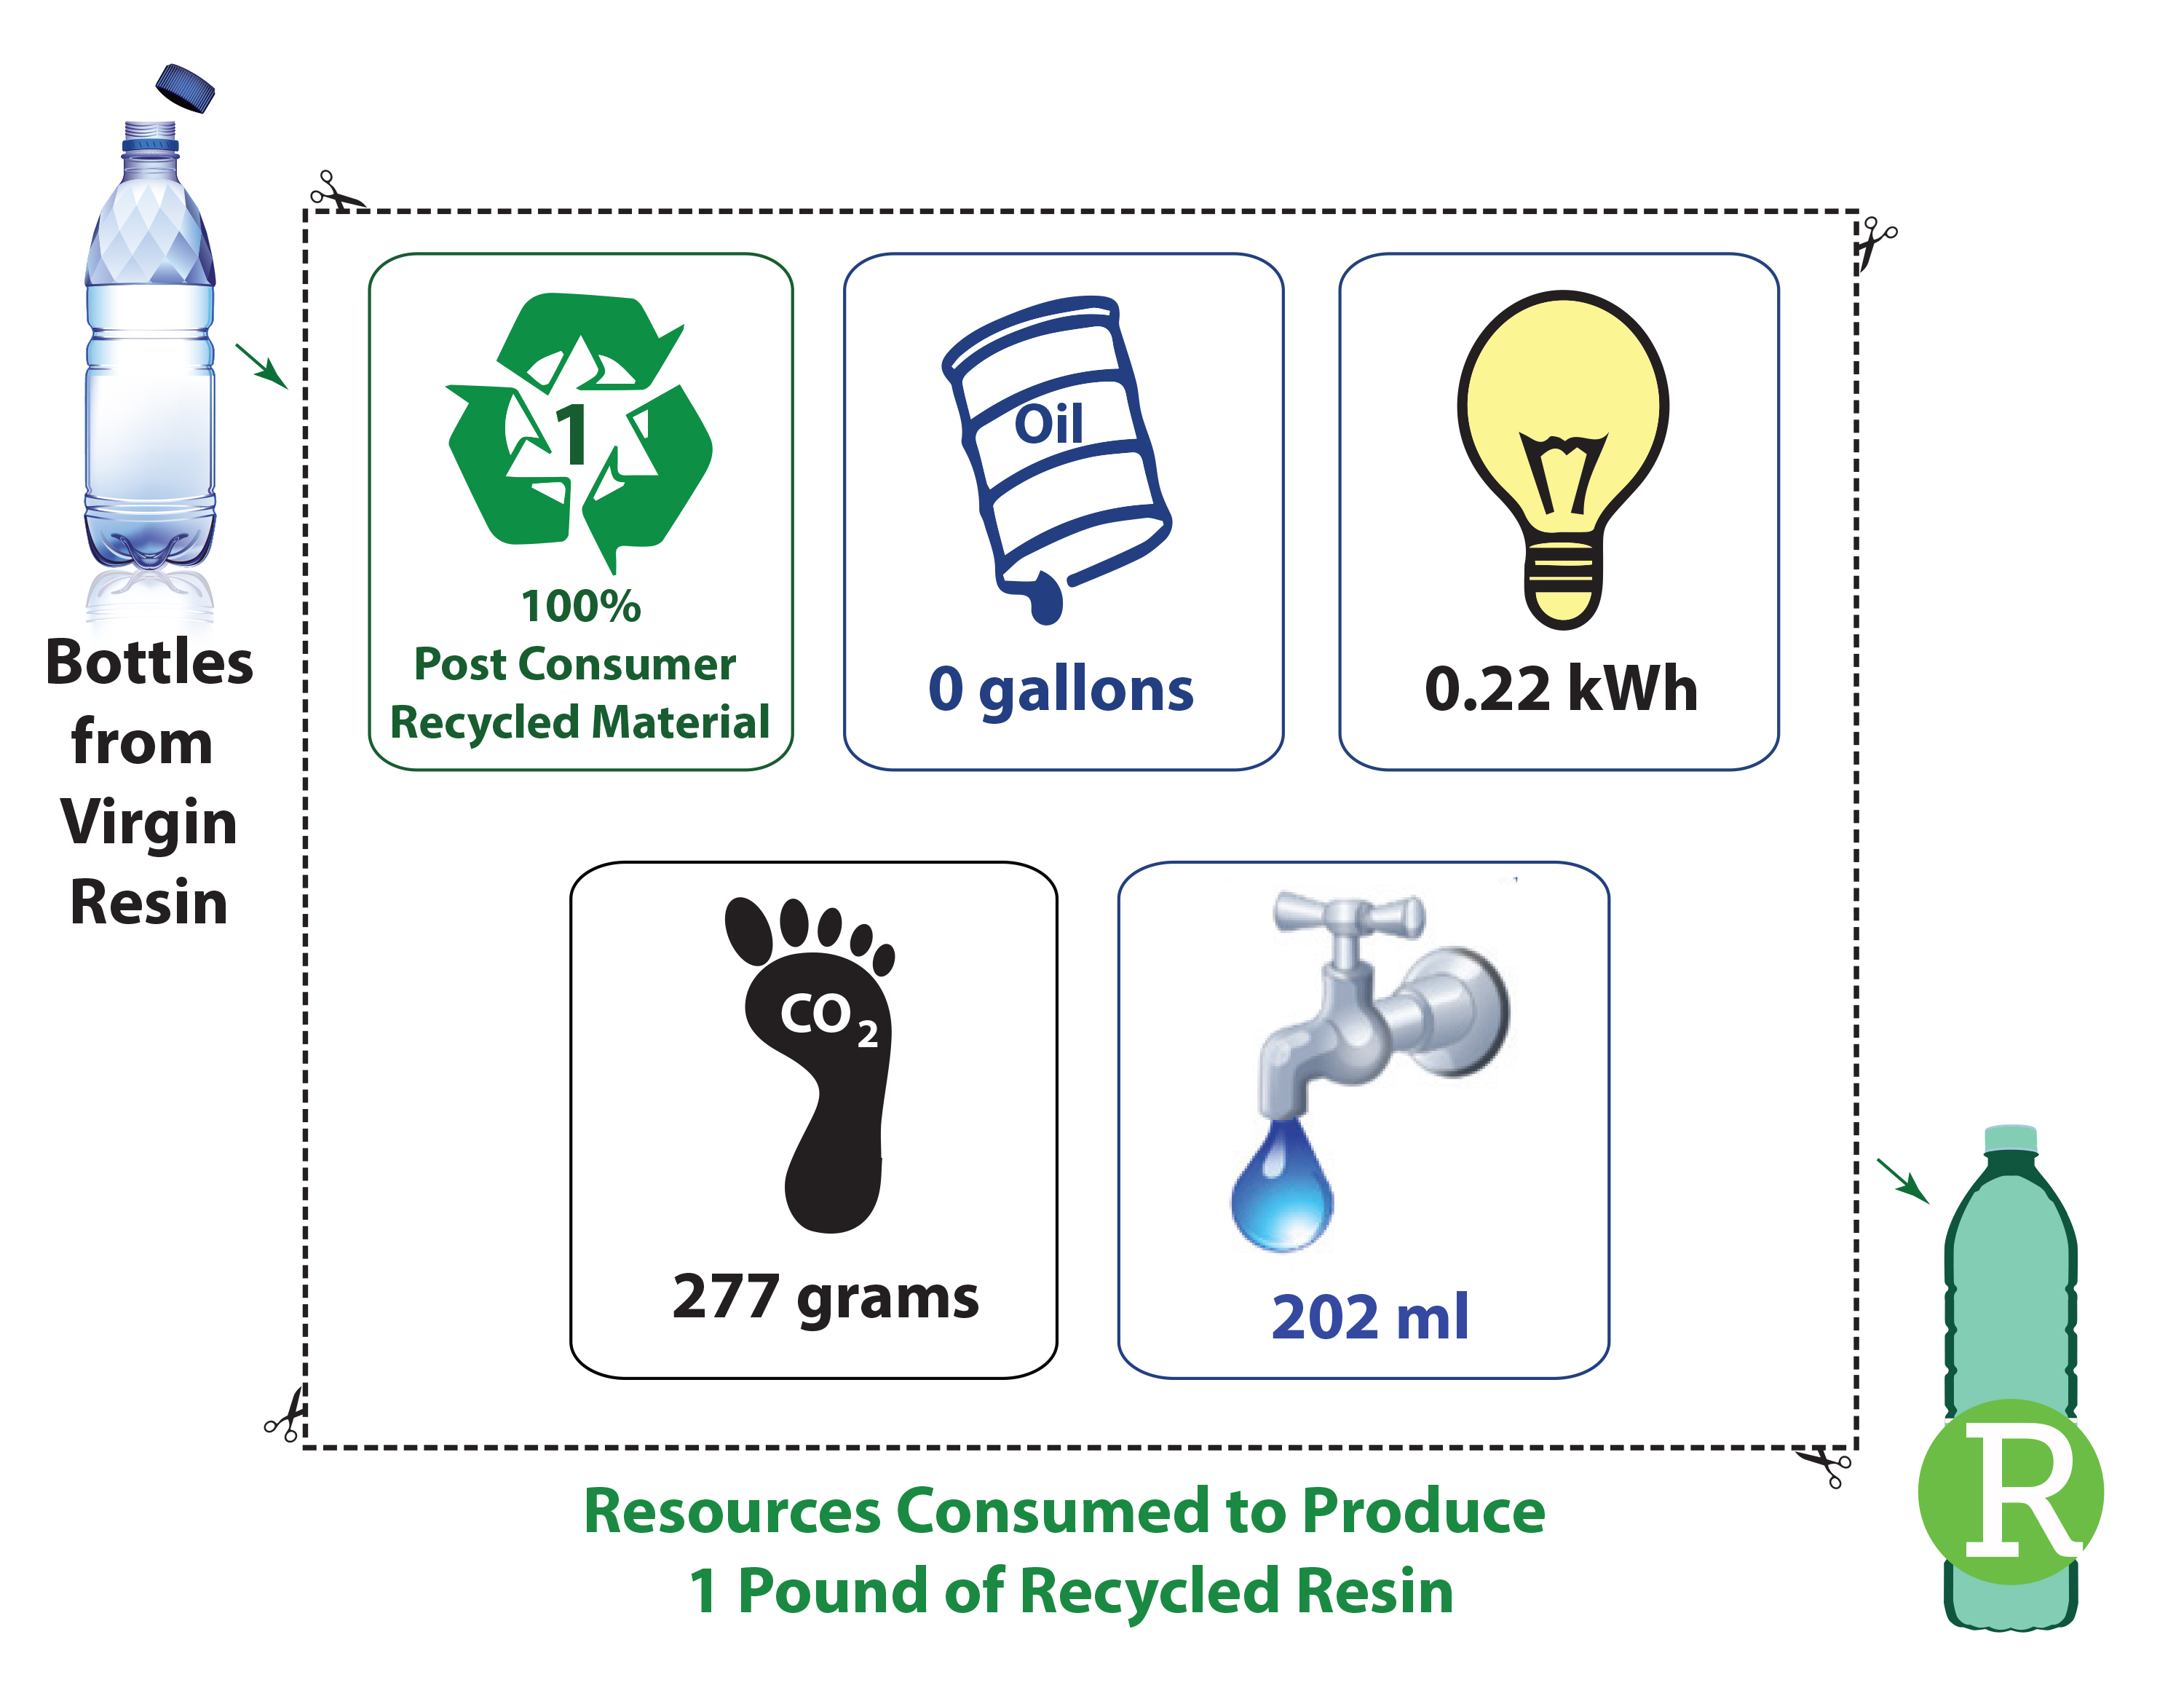 Bottles
from
Virgin
Resin
1
100%
Post Consumer
Recycled Material
Oil
0 gallons
0.22 kWh
CO2
277 grams
202 ml
Resources Consumed to Produce
1 Pound of Recycled Resin
R